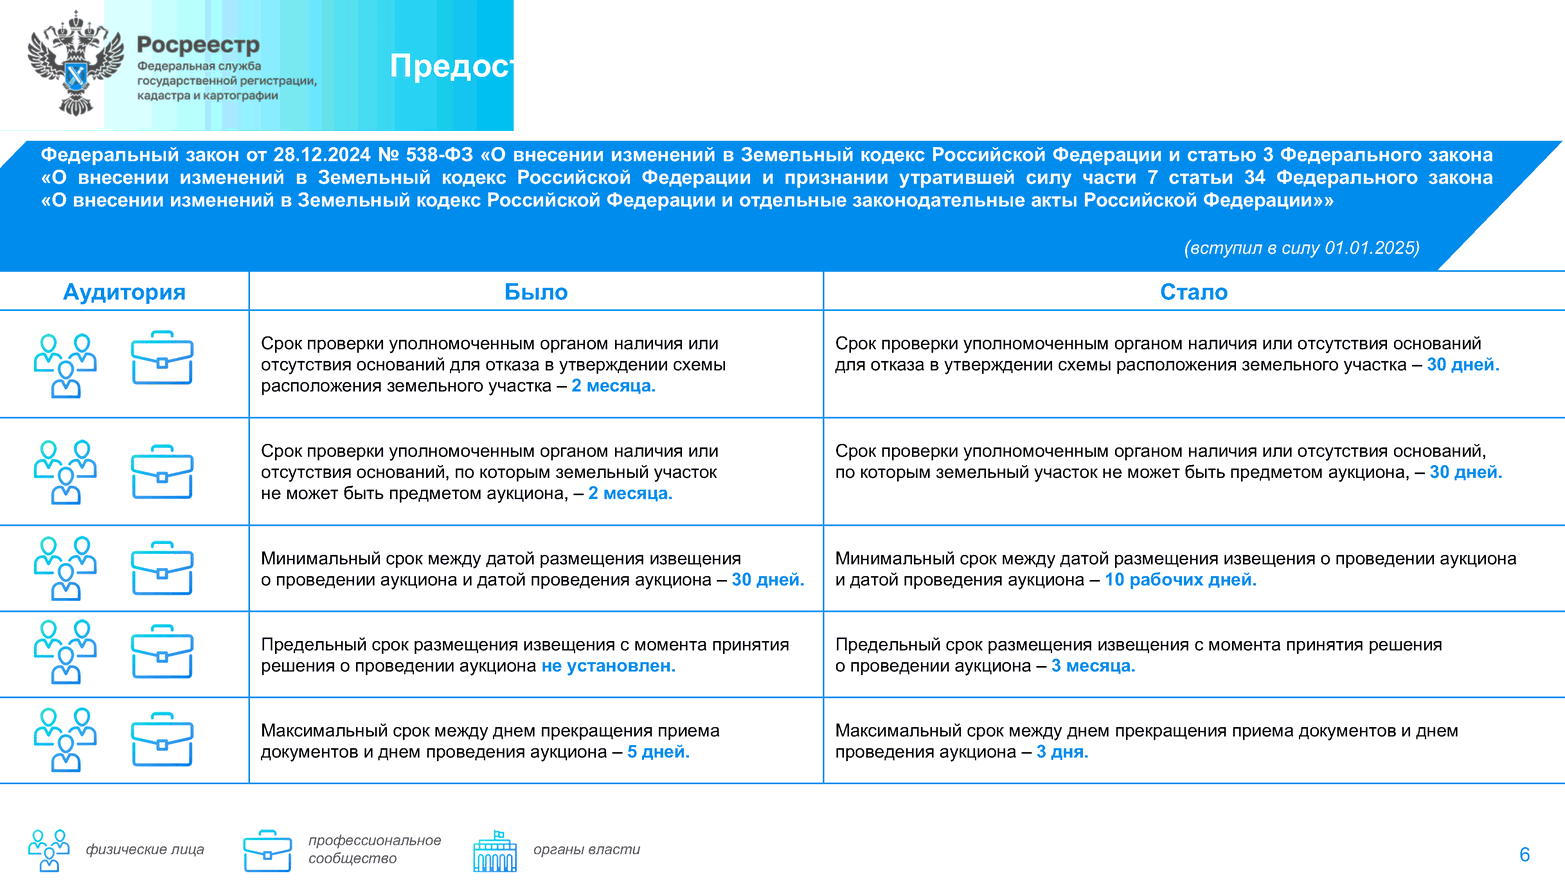 Росреестр
Федеральная служба
государственной регистрации,
кадастра и картографии
Федеральный закон от 28.12.2024 № 538-ФЗ «О внесении изменений в Земельный кодекс Российской Федерации и статью 3 Федерального закона
«О внесении изменений в Земельный кодекс Российской Федерации и признании утратившей силу части 7 статьи 34 Федерального закона
«О внесении изменений в Земельный кодекс Российской Федерации и отдельные законодательные акты Российской Федерации»»
(вступил в силу 01.01.2025)
Аудитория
Было
Стало
Срок проверки уполномоченным органом наличия или
отсутствия оснований для отказа в утверждении схемы
расположения земельного участка – 2 месяца.
Срок проверки уполномоченным органом наличия или отсутствия оснований
для отказа в утверждении схемы расположения земельного участка – 30 дней.
Срок проверки уполномоченным органом наличия или
отсутствия оснований, по которым земельный участок
не может быть предметом аукциона, – 2 месяца.
Срок проверки уполномоченным органом наличия или отсутствия оснований,
по которым земельный участок не может быть предметом аукциона, – 30 дней.
Минимальный срок между датой размещения извещения
о проведении аукциона и датой проведения аукциона – 30 дней.
Минимальный срок между датой размещения извещения о проведении аукциона
и датой проведения аукциона – 10 рабочих дней.
Предельный срок размещения извещения с момента принятия
решения о проведении аукциона не установлен.
Предельный срок размещения извещения с момента принятия решения
о проведении аукциона – 3 месяца.
Максимальный срок между днем прекращения приема
документов и днем проведения аукциона – 5 дней.
Максимальный срок между днем прекращения приема документов и днем
проведения аукциона – 3 дня.
физические лица
профессиональное
сообщество
органы власти
6